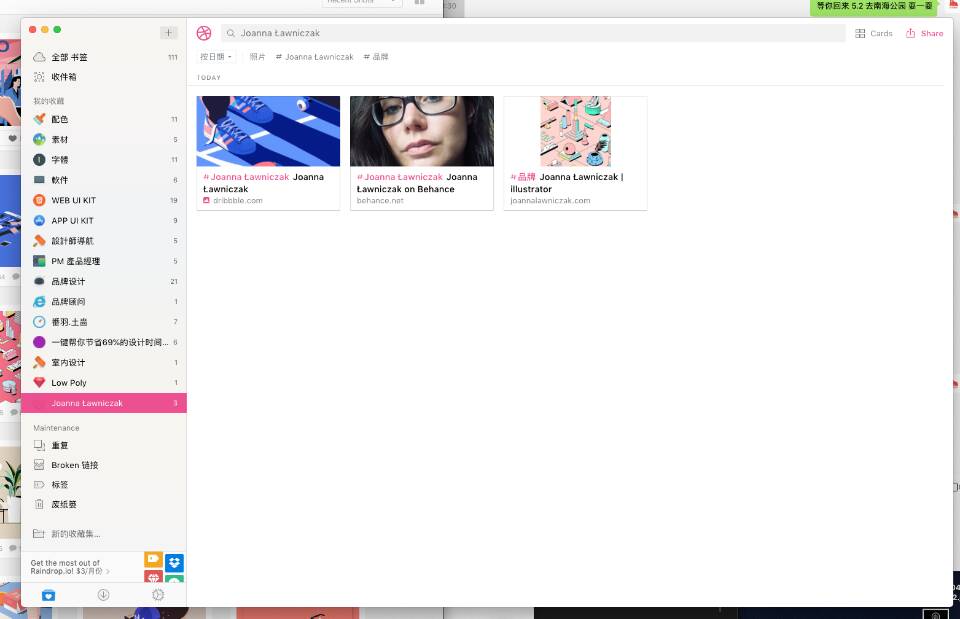 Recent Shots
:30
等你回来 5.2 去南海公园 耍一耍
Joanna Ławniczak
Cards
Share
全部 书签 111
收件箱
我的收藏
配色 11
素材 5
字體 11
軟件 6
WEB UI KIT 19
APP UI KIT 9
設計師導航 5
PM 產品經理 5
品牌设计 21
品牌顾问 1
番羽.土啬 7
一键帮你节省69%的设计时间... 6
室内设计 1
Low Poly 1
Joanna Ławniczak 3
Maintenance
重复
Broken 链接
标签
废纸篓
新的收藏集...
Get the most out of
Raindrop.io! $3/月份 >
按日期
照片 # Joanna Ławniczak # 品牌
TODAY
#Joanna Ławniczak Joanna
Ławniczak
dribbble.com
#Joanna Ławniczak Joanna
Ławniczak on Behance
behance.net
#品牌 Joanna Ławniczak |
illustrator
joannalawniczak.com